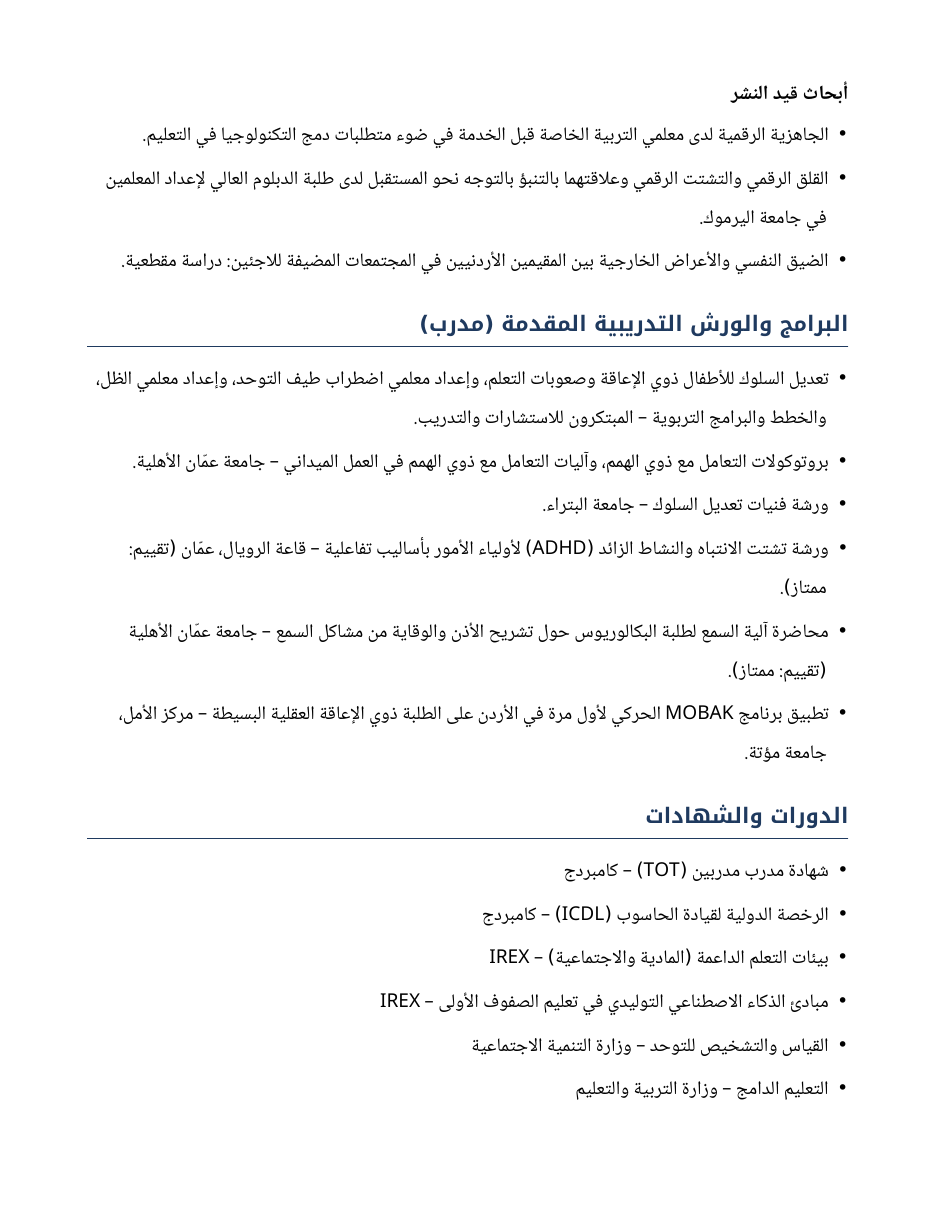 أبحاث قيد النشر
• الجاهزية الرقمية لدى معلمي التربية الخاصة قبل الخدمة في ضوء متطلبات دمج التكنولوجيا في التعليم.
• القلق الرقمي والتشتت الرقمي وعلاقتهما بالتنبؤ بالتوجه نحو المستقبل لدى طلبة الدبلوم العالي لإعداد المعلمين
في جامعة اليرموك.
• الضيق النفسي والأعراض الخارجية بين المقيمين الأردنيين في المجتمعات المضيفة للاجئين: دراسة مقطعية.
البرامج والورش التدريبية المقدمة (مدرب)
• تعديل السلوك للأطفال ذوي الإعاقة وصعوبات التعلم، وإعداد معلمي اضطراب طيف التوحد، وإعداد معلمي الظل،
والخطط والبرامج التربوية – المبتكرون للاستشارات والتدريب.
• بروتوكولات التعامل مع ذوي الهمم، وآليات التعامل مع ذوي الهمم في العمل الميداني – جامعة عمّان الأهلية.
• ورشة فنيات تعديل السلوك – جامعة البتراء.
• ورشة تشتت الانتباه والنشاط الزائد (ADHD) لأولياء الأمور بأساليب تفاعلية – قاعة الرويال، عمّان (تقييم:
ممتاز).
• محاضرة آلية السمع لطلبة البكالوريوس حول تشريح الأذن والوقاية من مشاكل السمع – جامعة عمّان الأهلية
(تقييم: ممتاز).
• تطبيق برنامج MOBAK الحركي لأول مرة في الأردن على الطلبة ذوي الإعاقة العقلية البسيطة – مركز الأمل،
جامعة مؤتة.
الدورات والشهادات
• شهادة مدرب مدربين (TOT) – كامبردج
• الرخصة الدولية لقيادة الحاسوب (ICDL) – كامبردج
• بيئات التعلم الداعمة (المادية والاجتماعية) – IREX
• مبادئ الذكاء الاصطناعي التوليدي في تعليم الصفوف الأولى – IREX
• القياس والتشخيص للتوحد – وزارة التنمية الاجتماعية
• التعليم الدامج – وزارة التربية والتعليم